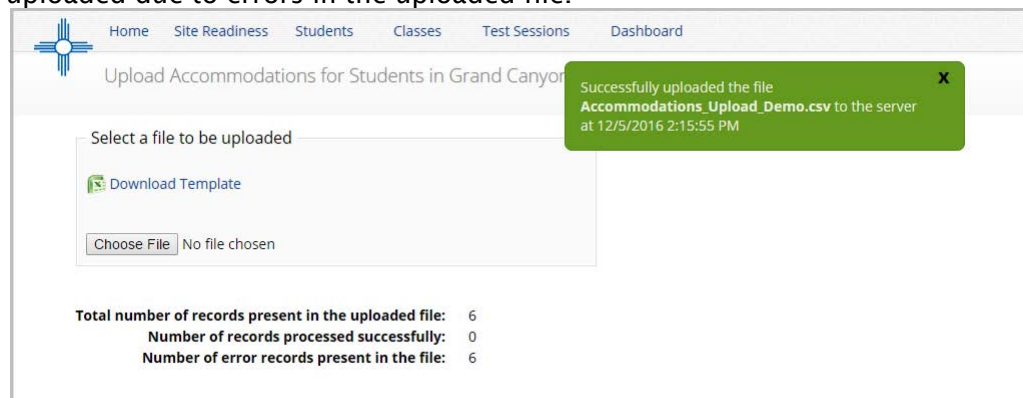 uploaded due to errors in the uploaded file.
Home Site Readiness Students Classes Test Sessions Dashboard
Upload Accommodations for Students in Grand Canyon
Successfully uploaded the file
Accommodations_Upload_Demo.csv to the server
at 12/5/2016 2:15:55 PM
X
Select a file to be uploaded
Download Template
Choose File No file chosen
Total number of records present in the uploaded file: 6
Number of records processed successfully: 0
Number of error records present in the file: 6